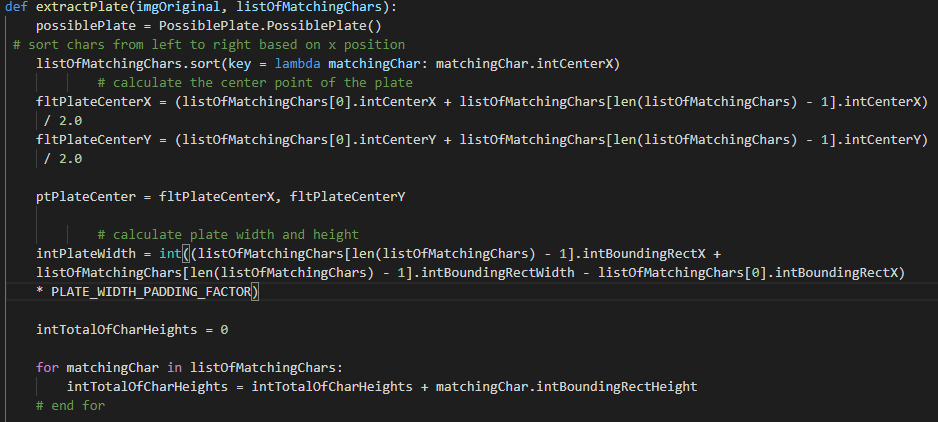 def extractPlate(imgOriginal, listOfMatchingChars):
possiblePlate = PossiblePlate.PossiblePlate()
# sort chars from left to right based on x position
listOfMatchingChars.sort(key = lambda matchingChar: matchingChar.intCenterX)
# calculate the center point of the plate
fltPlateCenterX = (listOfMatchingChars[0].intCenterX + listOfMatchingChars[len(listOfMatchingChars) - 1].intCenterX)
/ 2.0
fltPlateCenterY = (listOfMatchingChars[0].intCenterY + listOfMatchingChars[len(listOfMatchingChars) - 1].intCenterY)
/ 2.0
ptPlateCenter = fltPlateCenterX, fltPlateCenterY
# calculate plate width and height
intPlateWidth = int((listOfMatchingChars[len(listOfMatchingChars) - 1].intBoundingRectX +
listOfMatchingChars[len(listOfMatchingChars) - 1].intBoundingRectWidth - listOfMatchingChars[0].intBoundingRectX)
* PLATE_WIDTH_PADDING_FACTOR)
intTotalOfCharHeights = 0
for matchingChar in listOfMatchingChars:
intTotalOfCharHeights = intTotalOfCharHeights + matchingChar.intBoundingRectHeight
# end for